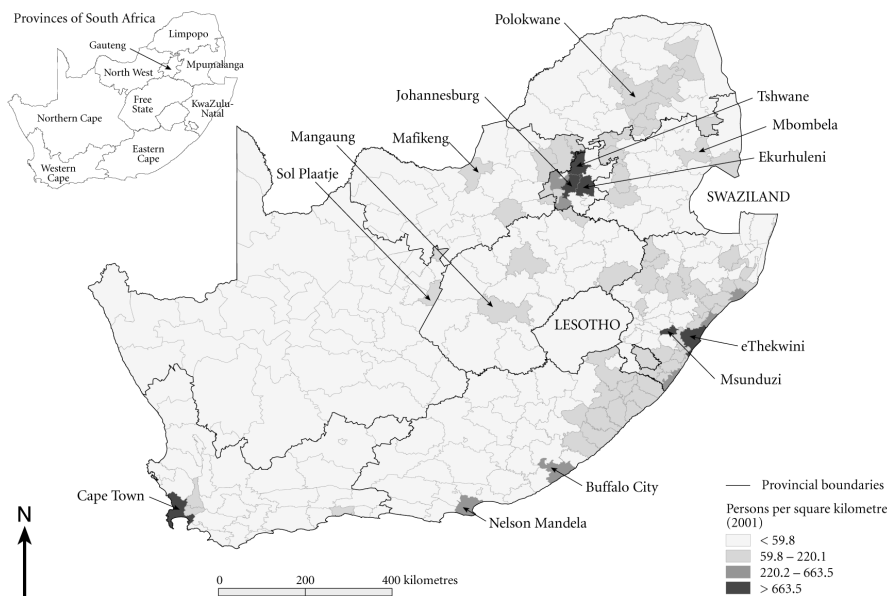 Provinces of South Africa
Limpopo
Gauteng
North West
Mpumalanga
Free
State
KwaZulu-
Natal
Northern Cape
Eastern
Cape
Western
Cape
Polokwane
Johannesburg
Tshwane
Mangaung
Mafikeng
Mbombela
Sol Plaatje
Ekurhuleni
SWAZILAND
LESOTHO
eThekwini
Msunduzi
Buffalo City
Cape Town
Nelson Mandela
N
0 200 400 kilometres
Provincial boundaries
Persons per square kilometre
(2001)
< 59.8
59.8 – 220.1
220.2 – 663.5
> 663.5